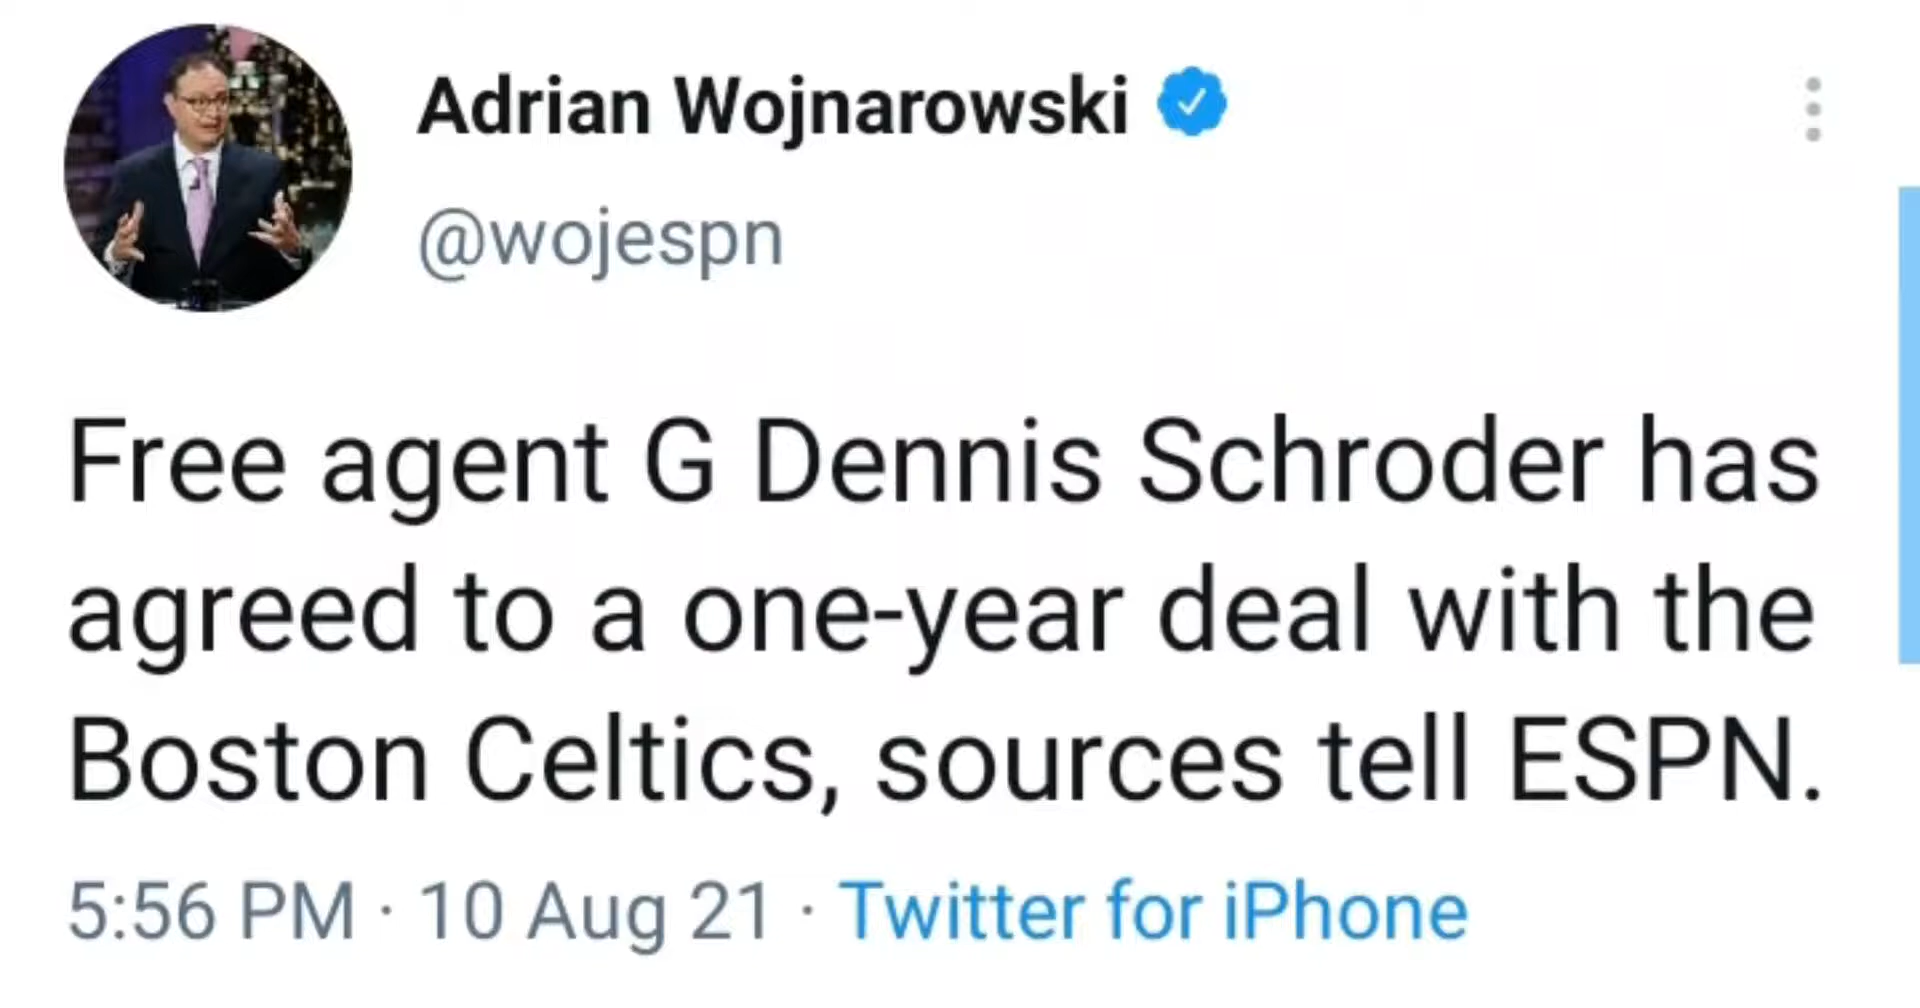 Adrian Wojnarowski
@wojespn
Free agent G Dennis Schroder has
agreed to a one-year deal with the
Boston Celtics, sources tell ESPN.
5:56 PM · 10 Aug 21 · Twitter for iPhone